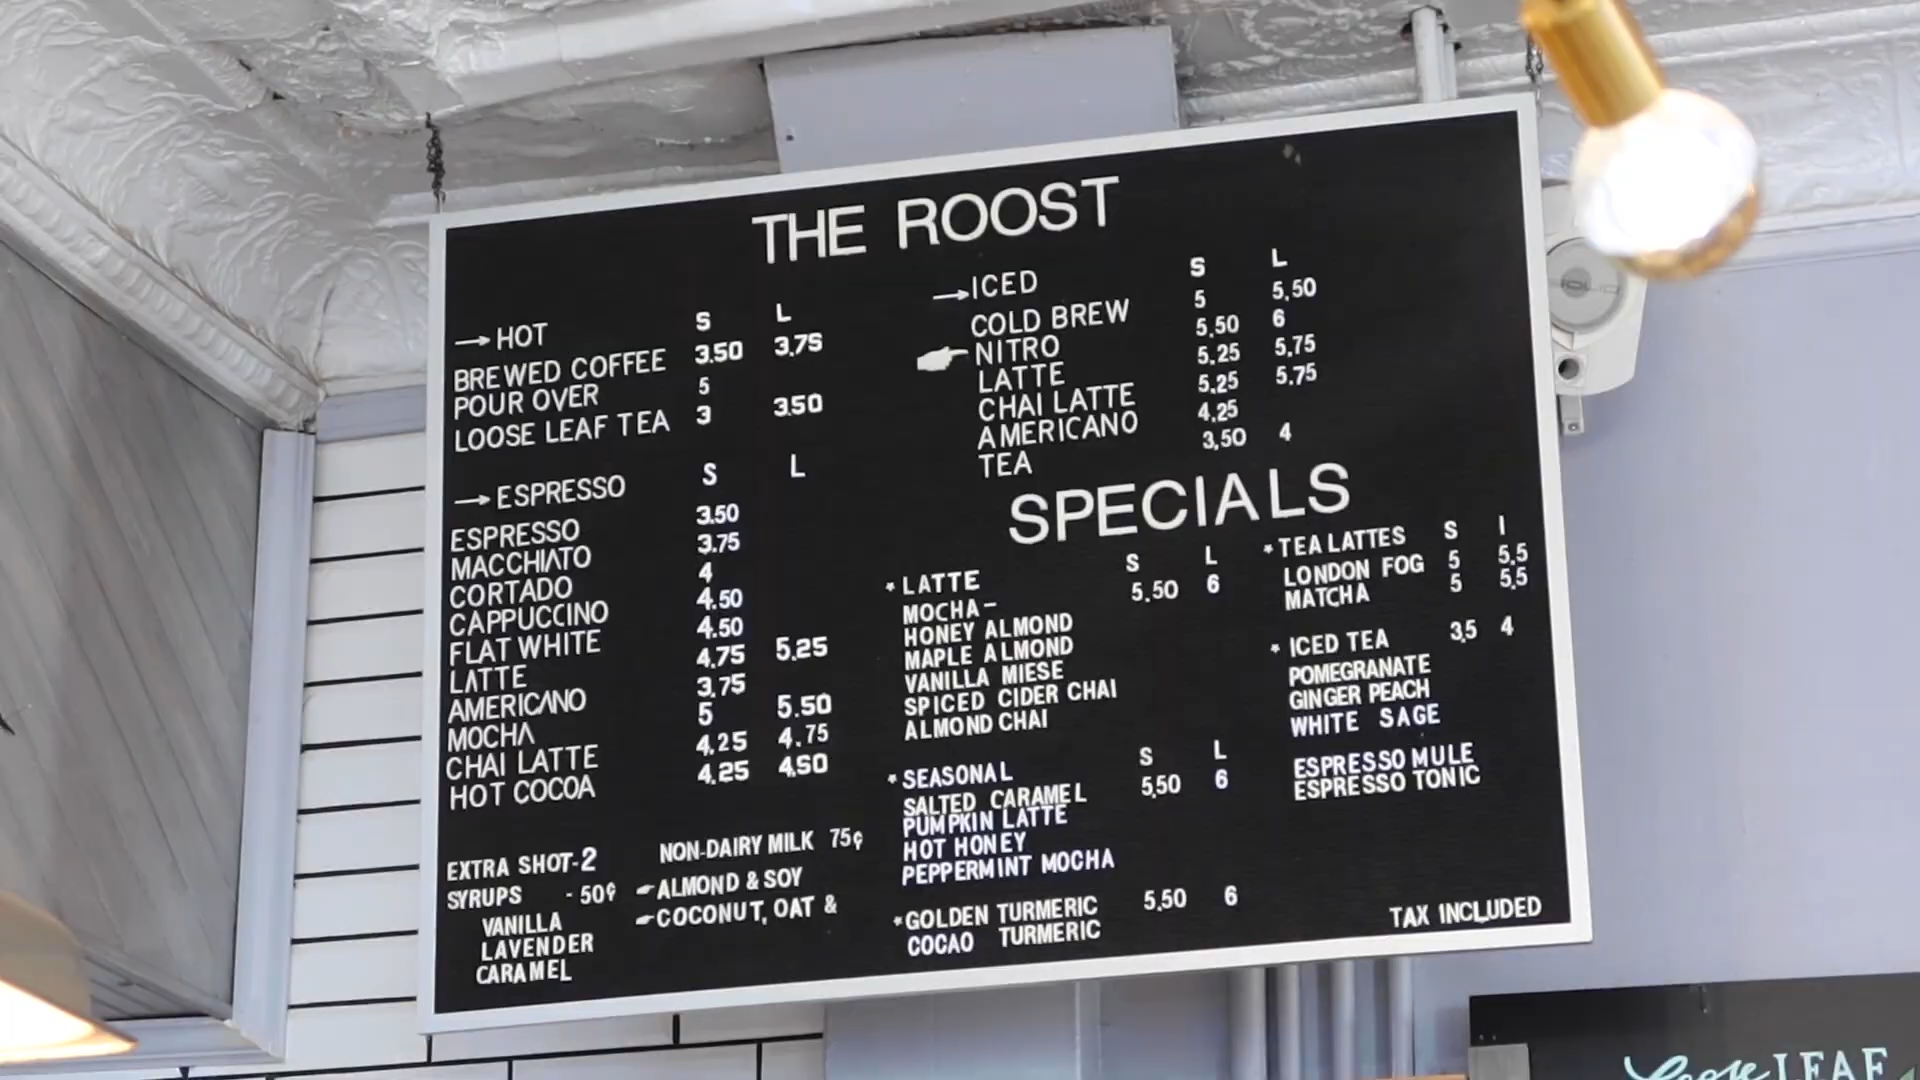 THE ROOST
→ HOT S L
BREWED COFFEE 3.50 3.75
POUR OVER 5
LOOSE LEAF TEA 3 3.50
→ ESPRESSO S L
ESPRESSO 3.50
MACCHIATO 3.75
CORTADO 4
CAPPUCCINO 4.50
FLAT WHITE 4.50
LATTE 4.75 5.25
AMERICANO 3.75
MOCHA 5 5.50
CHAI LATTE 4.25 4.75
HOT COCOA 4.25 4.50
EXTRA SHOT-2
SYRUPS - 50¢
VANILLA
LAVENDER
CARAMEL
NON-DAIRY MILK 75¢
ALMOND & SOY
COCONUT, OAT &
→ ICED S L
COLD BREW 5 5.50
NITRO 5.50 6
LATTE 5.25 5.75
CHAI LATTE 5.25 5.75
AMERICANO 4.25
TEA 3.50 4
SPECIALS
* LATTE S L
MOCHA- 5.50 6
HONEY ALMOND
MAPLE ALMOND
VANILLA MIESE
SPICED CIDER CHAI
ALMOND CHAI
* SEASONAL S L
SALTED CARAMEL 5.50 6
PUMPKIN LATTE
HOT HONEY
PEPPERMINT MOCHA
* GOLDEN TURMERIC 5.50 6
COCAO TURMERIC
* TEA LATTES S l
LONDON FOG 5 5.5
MATCHA 5 5.5
* ICED TEA 3.5 4
POMEGRANATE
GINGER PEACH
WHITE SAGE
ESPRESSO MULE
ESPRESSO TONIC
TAX INCLUDED
Loose LEAF